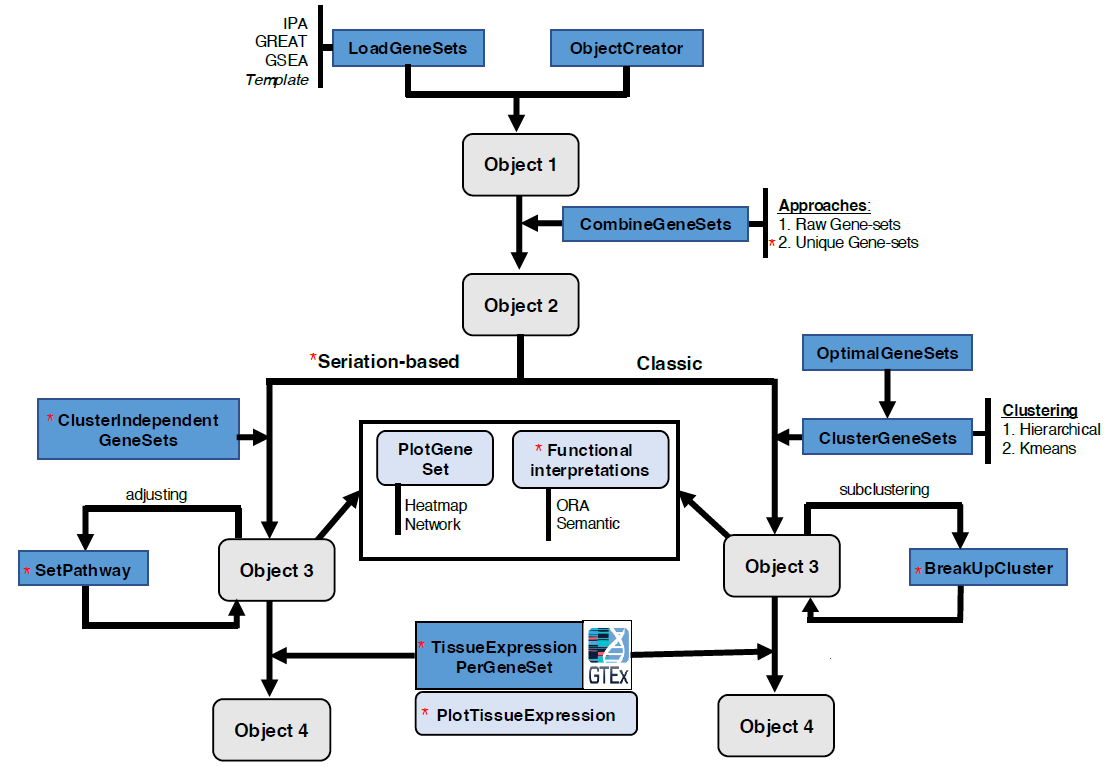 IPA
GREAT
GSEA
Template
LoadGeneSets
ObjectCreator
Object 1
CombineGeneSets
Approaches:
1. Raw Gene-sets
* 2. Unique Gene-sets
Object 2
*Seriation-based
Classic
OptimalGeneSets
* ClusterIndependent
GeneSets
ClusterGeneSets
Clustering
1. Hierarchical
2. Kmeans
PlotGene
Set
Heatmap
Network
* Functional
interpretations
ORA
Semantic
adjusting
* SetPathway
Object 3
subclustering
Object 3
* BreakUpCluster
* TissueExpression
PerGeneSet
GTEx
* PlotTissueExpression
Object 4
Object 4